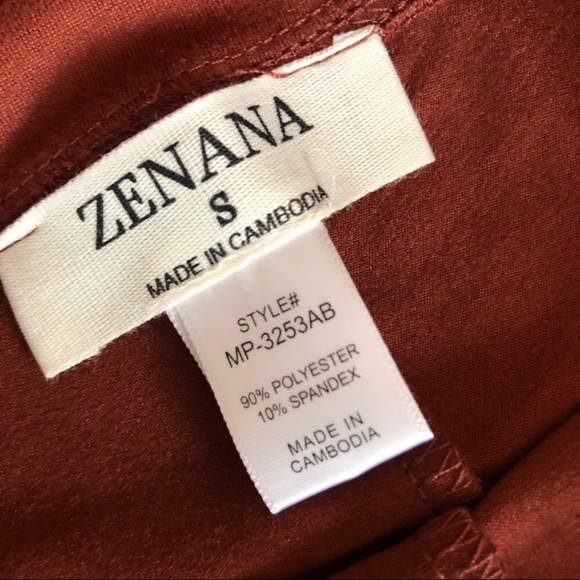 ZENANA
S
MADE IN CAMBODIA
STYLE#
MP-3253AB
90% POLYESTER
10% SPANDEX
MADE IN
CAMBODIA